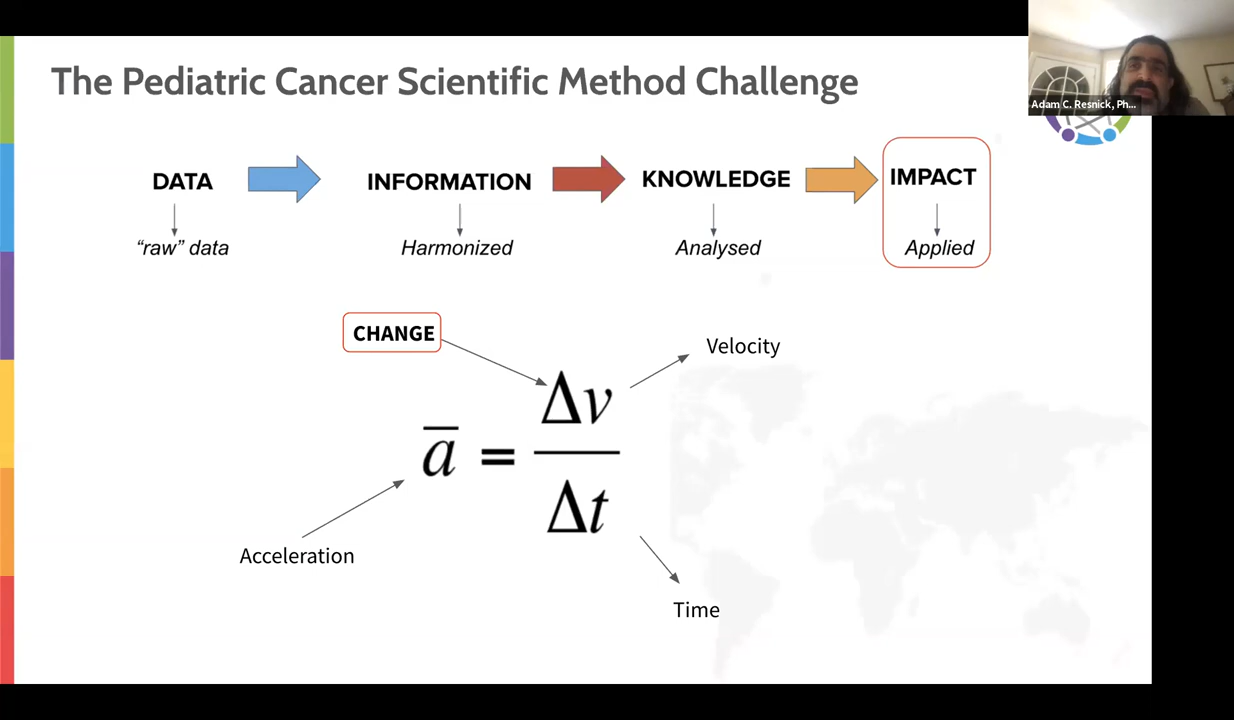 The Pediatric Cancer Scientific Method Challenge
Adam C. Resnick, Ph...
DATA
INFORMATION
KNOWLEDGE
IMPACT
“raw” data
Harmonized
Analysed
Applied
CHANGE
Velocity
Δv
a̅ =
Δt
Acceleration
Time